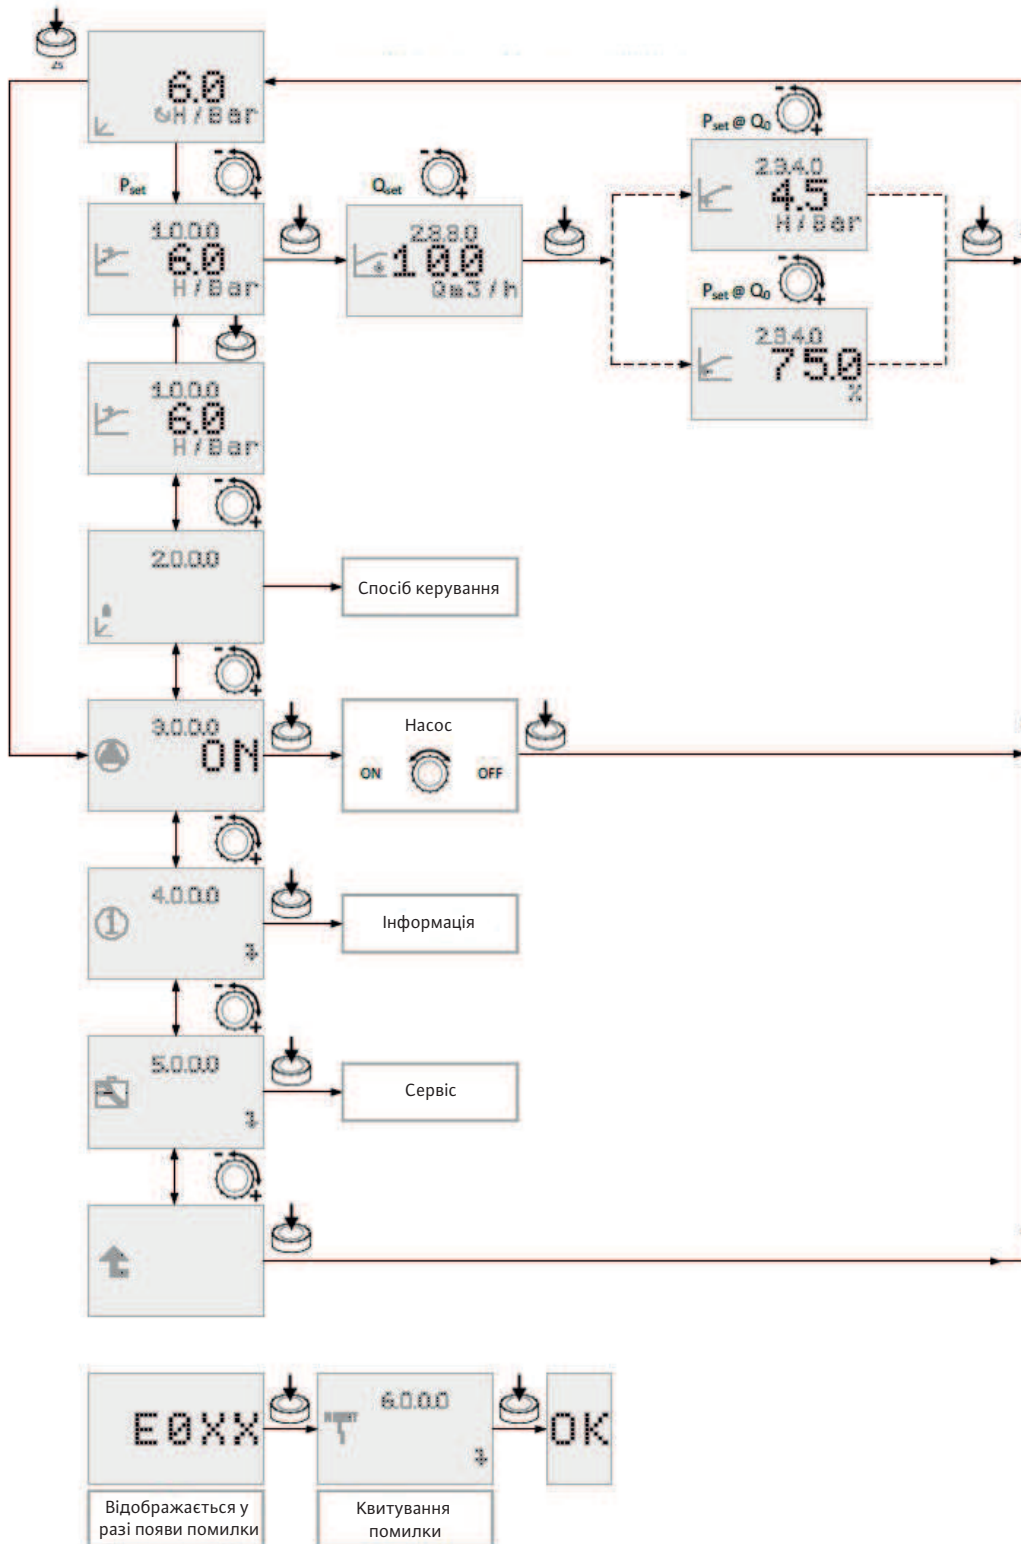 2s
6.0
H/Bar
Pset
1.0.0.0
6.0
H/Bar
Qset
2.3.3.0
10.0
Qm3/h
Pset @ Q0
2.3.4.0
4.5
H/Bar
Pset @ Q0
2.3.4.0
75.0
%
1.0.0.0
6.0
H/Bar
2.0.0.0
Спосіб керування
3.0.0.0
ON
Насос
ON
OFF
4.0.0.0
Інформація
5.0.0.0
Сервіс
E0XX
6.0.0.0
RESET
OK
Відображається у
разі появи помилки
Квитування
помилки